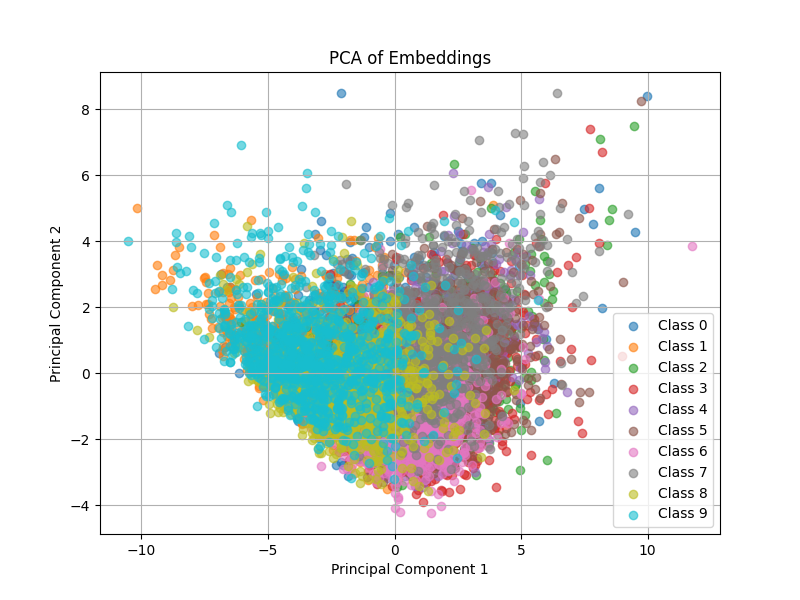 PCA of Embeddings
Principal Component 2
8
6
4
2
0
−2
−4
Class 0
Class 1
Class 2
Class 3
Class 4
Class 5
Class 6
Class 7
Class 8
Class 9
−10
−5
0
5
10
Principal Component 1